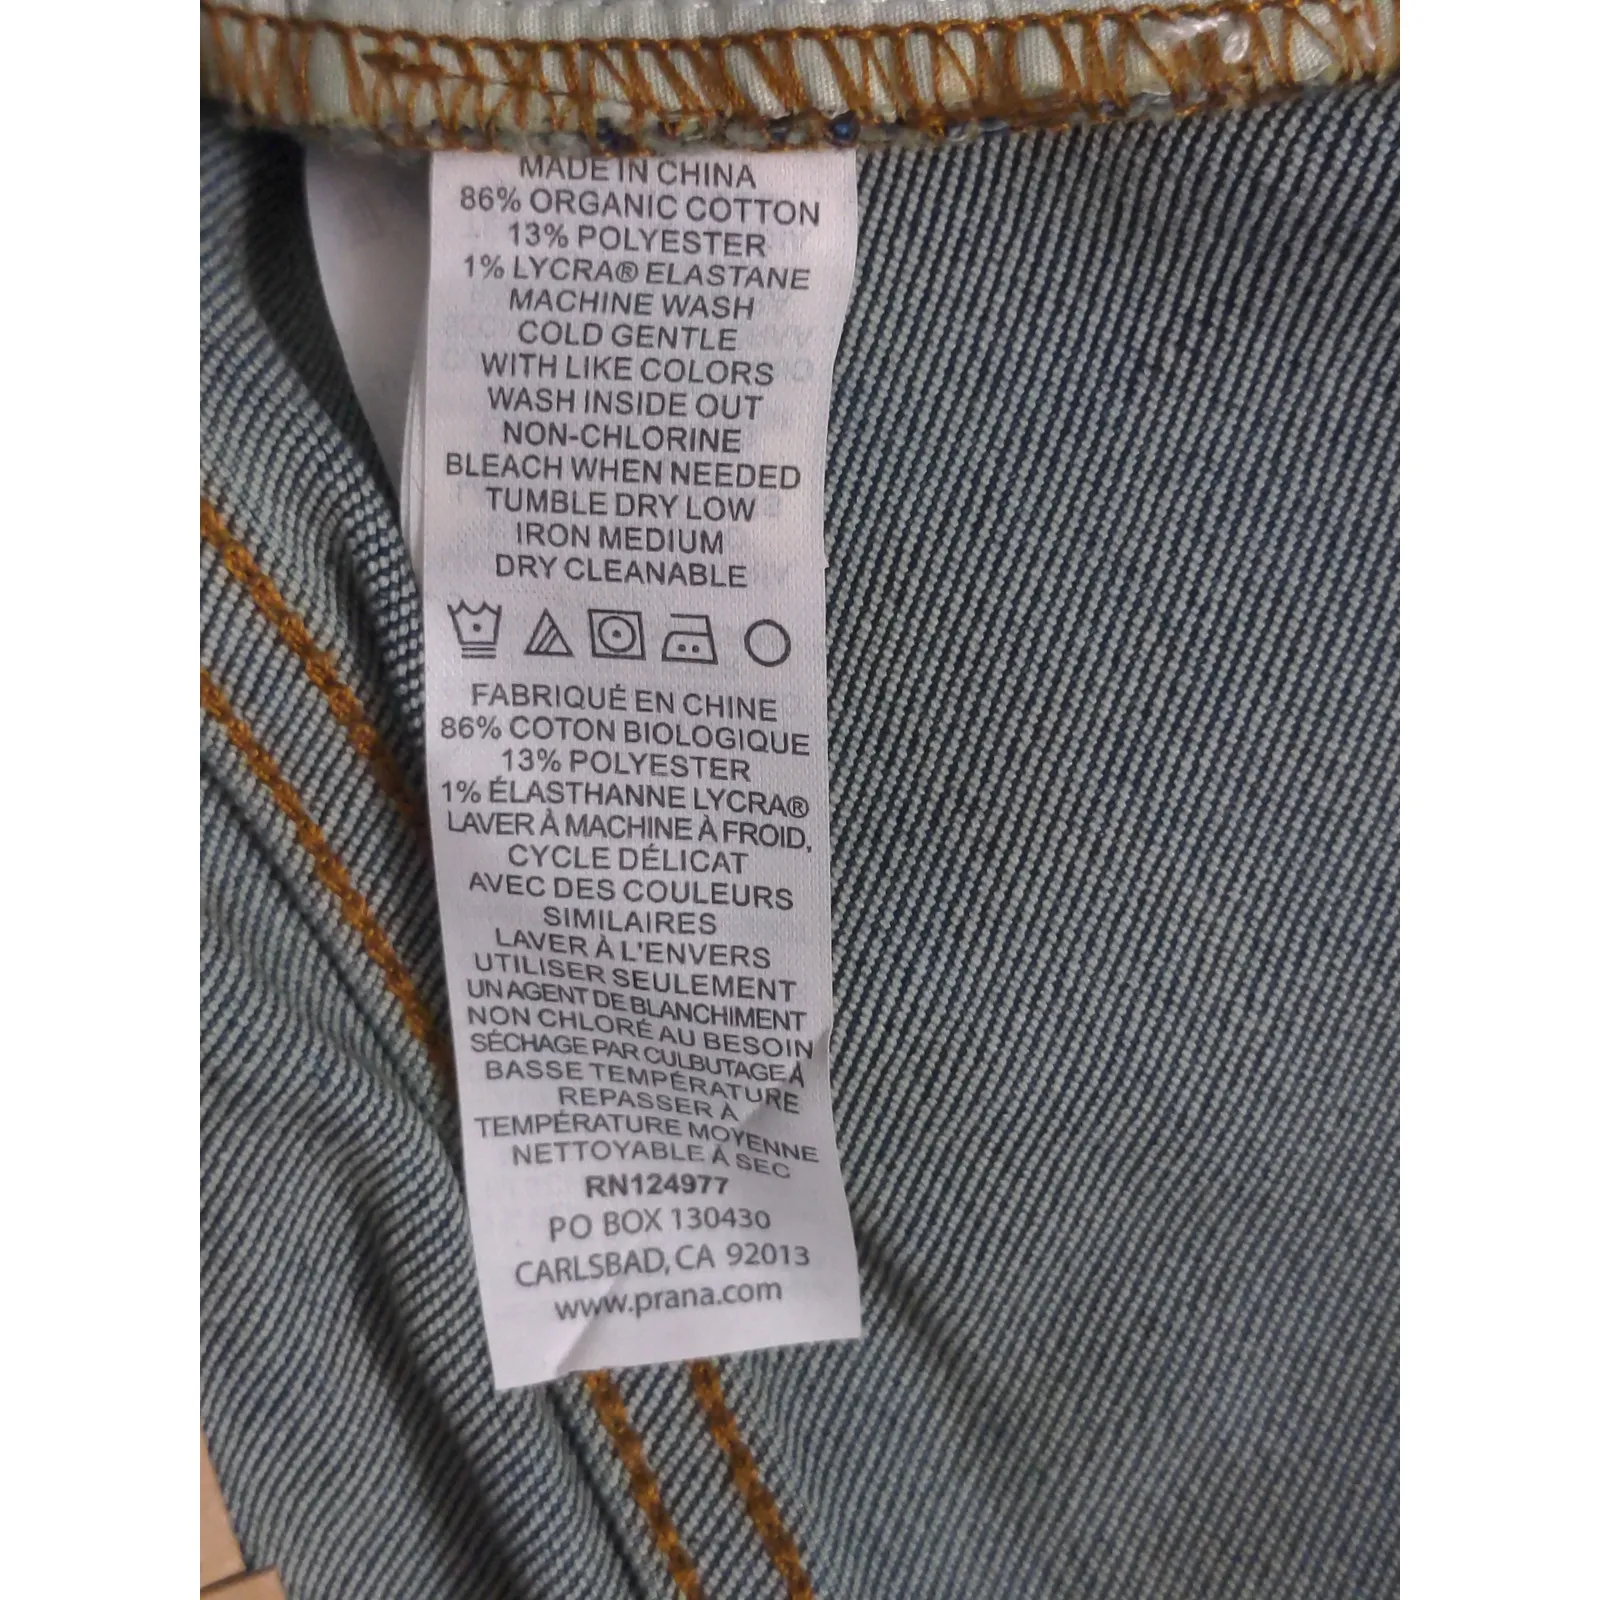 MADE IN CHINA
86% ORGANIC COTTON
13% POLYESTER
1% LYCRA® ELASTANE
MACHINE WASH
COLD GENTLE
WITH LIKE COLORS
WASH INSIDE OUT
NON-CHLORINE
BLEACH WHEN NEEDED
TUMBLE DRY LOW
IRON MEDIUM
DRY CLEANABLE
FABRIQUÉ EN CHINE
86% COTON BIOLOGIQUE
13% POLYESTER
1% ÉLASTHANNE LYCRA®
LAVER À MACHINE À FROID,
CYCLE DÉLICAT
AVEC DES COULEURS
SIMILAIRES
LAVER À L'ENVERS
UTILISER SEULEMENT
UN AGENT DE BLANCHIMENT
NON CHLORÉ AU BESOIN
SÉCHAGE PAR CULBUTAGE À
BASSE TEMPÉRATURE
REPASSER À
TEMPÉRATURE MOYENNE
NETTOYABLE À SEC
RN124977
PO BOX 130430
CARLSBAD, CA 92013
www.prana.com